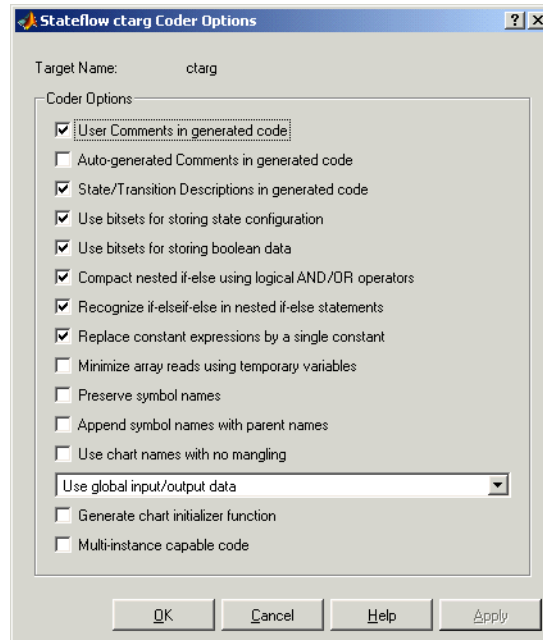 Stateflow ctarg Coder Options
Target Name: ctarg
Coder Options
User Comments in generated code
Auto-generated Comments in generated code
State/Transition Descriptions in generated code
Use bitsets for storing state configuration
Use bitsets for storing boolean data
Compact nested if-else using logical AND/OR operators
Recognize if-elseif-else in nested if-else statements
Replace constant expressions by a single constant
Minimize array reads using temporary variables
Preserve symbol names
Append symbol names with parent names
Use chart names with no mangling
Use global input/output data
Generate chart initializer function
Multi-instance capable code
OK Cancel Help Apply